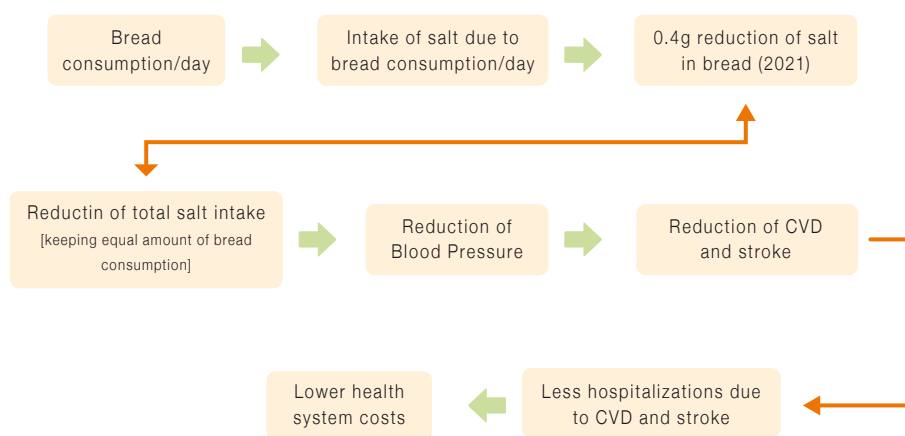 Bread
consumption/day
Intake of salt due to
bread consumption/day
0.4g reduction of salt
in bread (2021)
Reductin of total salt intake
[keeping equal amount of bread
consumption]
Reduction of
Blood Pressure
Reduction of CVD
and stroke
Lower health
system costs
Less hospitalizations due
to CVD and stroke